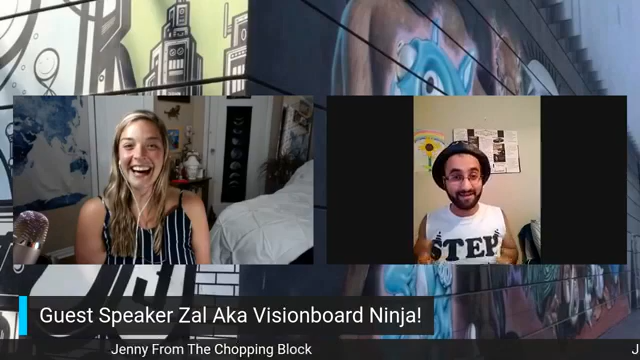 STEP
Guest Speaker Zal Aka Visionboard Ninja!
Jenny From The Chopping Block
J